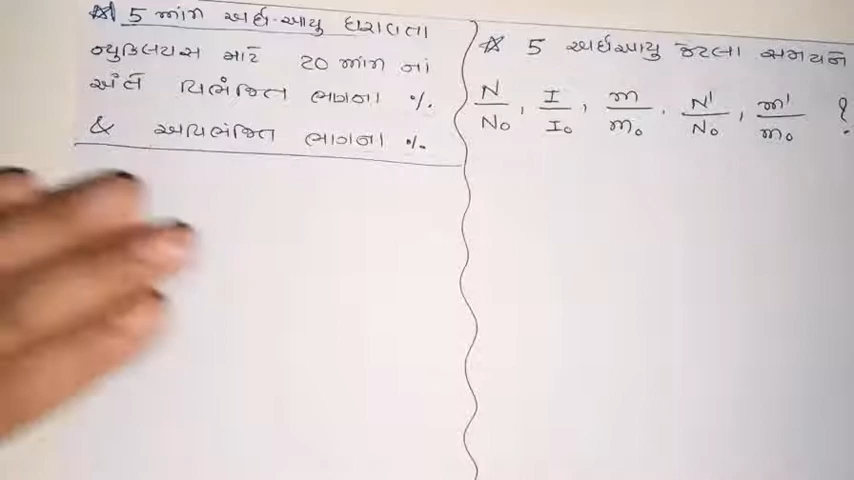 ☆ 5 માંગ અર્ધ-આયુ ધરાવતા
ન્યુક્લિયસ માટે 20 માંગ નાં
અંતે વિભંજિત ભાગના %.
& અવિભંજિત ભાગના %.
☆ 5 અર્ધઆયુ જેટલા સમયને
N/N₀, I/I₀, m/m₀, N'/N₀, m'/m₀ ?